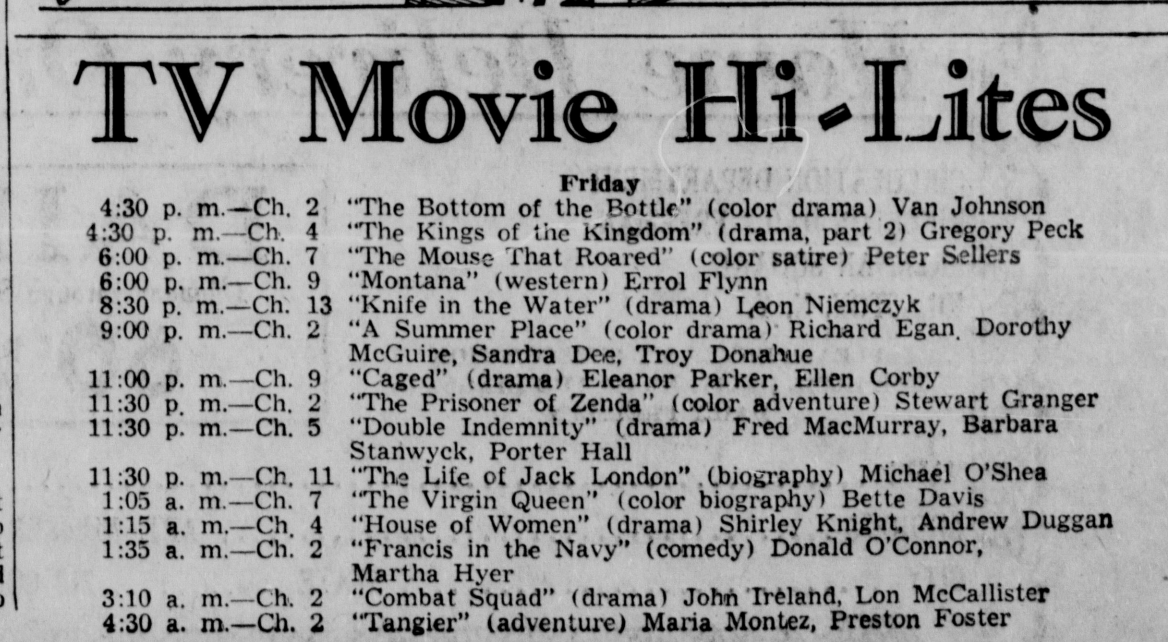 TV Movie Hi-Lites
Friday
4:30 p. m.—Ch. 2 "The Bottom of the Bottle" (color drama) Van Johnson
4:30 p. m.—Ch. 4 "The Kings of the Kingdom" (drama, part 2) Gregory Peck
6:00 p. m.—Ch. 7 "The Mouse That Roared" (color satire) Peter Sellers
6:00 p. m.—Ch. 9 "Montana" (western) Errol Flynn
8:30 p. m.—Ch. 13 "Knife in the Water" (drama) Leon Niemczyk
9:00 p. m.—Ch. 2 "A Summer Place" (color drama) Richard Egan, Dorothy
McGuire, Sandra Dee, Troy Donahue
11:00 p. m.—Ch. 9 "Caged" (drama) Eleanor Parker, Ellen Corby
11:30 p. m.—Ch. 2 "The Prisoner of Zenda" (color adventure) Stewart Granger
11:30 p. m.—Ch. 5 "Double Indemnity" (drama) Fred MacMurray, Barbara
Stanwyck, Porter Hall
11:30 p. m.—Ch. 11 "The Life of Jack London" (biography) Michael O'Shea
1:05 a. m.—Ch. 7 "The Virgin Queen" (color biography) Bette Davis
1:15 a. m.—Ch. 4 "House of Women" (drama) Shirley Knight, Andrew Duggan
1:35 a. m.—Ch. 2 "Francis in the Navy" (comedy) Donald O'Connor,
Martha Hyer
3:10 a. m.—Ch. 2 "Combat Squad" (drama) John Ireland, Lon McCallister
4:30 a. m.—Ch. 2 "Tangier" (adventure) Maria Montez, Preston Foster